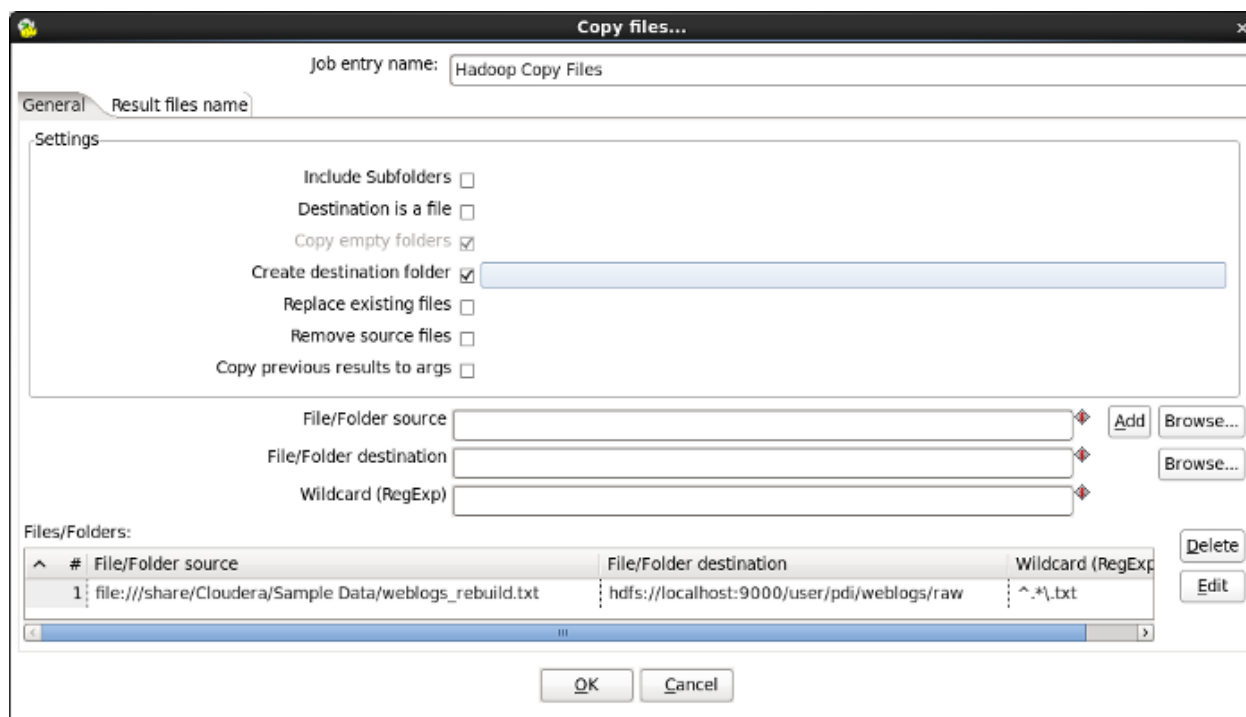 Copy files...
Job entry name: Hadoop Copy Files
General Result files name
Settings
Include Subfolders
Destination is a file
Copy empty folders
Create destination folder
Replace existing files
Remove source files
Copy previous results to args
File/Folder source Add Browse...
File/Folder destination Browse...
Wildcard (RegExp)
Files/Folders:
# File/Folder source File/Folder destination Wildcard (RegExp
1 file:///share/Cloudera/Sample Data/weblogs_rebuild.txt hdfs://localhost:9000/user/pdi/weblogs/raw ^.*\.txt
Delete
Edit
OK Cancel